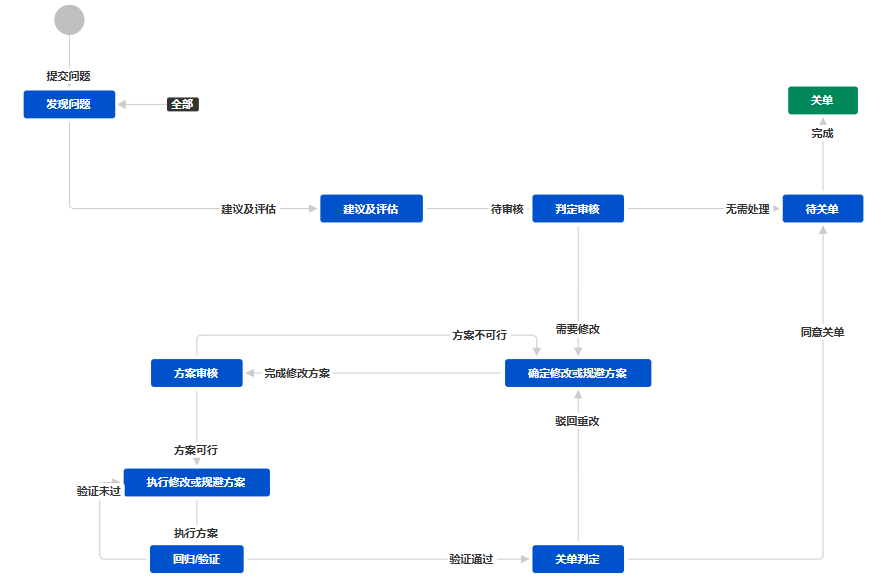 提交问题
发现问题
全部
关单
完成
建议及评估
建议及评估
待审核
判定审核
无需处理
待关单
需要修改
同意关单
方案不可行
方案审核
完成修改方案
确定修改或规避方案
驳回重改
方案可行
执行修改或规避方案
验证未过
执行方案
回归/验证
验证通过
关单判定